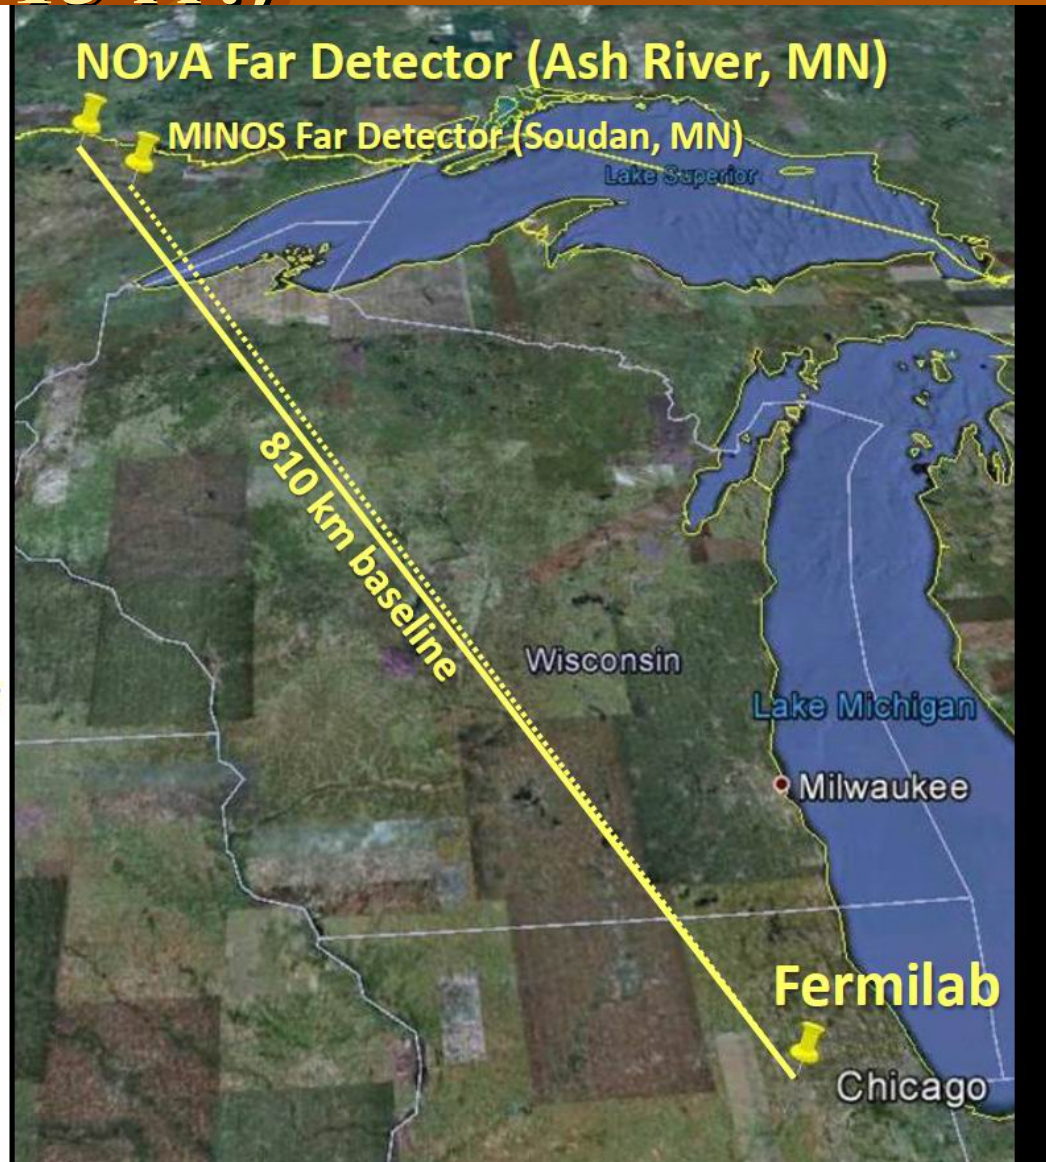 NOνA Far Detector (Ash River, MN)
MINOS Far Detector (Soudan, MN)
Lake Superior
810 km baseline
Wisconsin
Lake Michigan
Milwaukee
Fermilab
Chicago